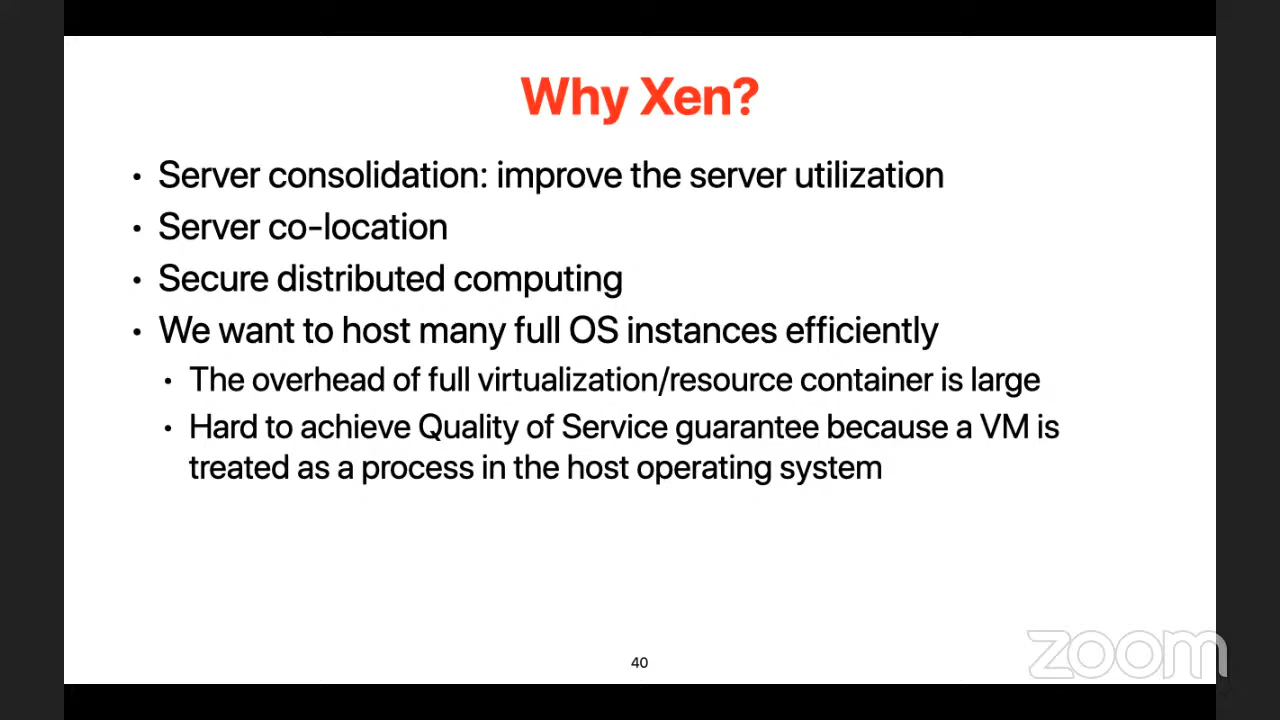 Why Xen?
• Server consolidation: improve the server utilization
• Server co-location
• Secure distributed computing
• We want to host many full OS instances efficiently
• The overhead of full virtualization/resource container is large
• Hard to achieve Quality of Service guarantee because a VM is
treated as a process in the host operating system
40
zoom